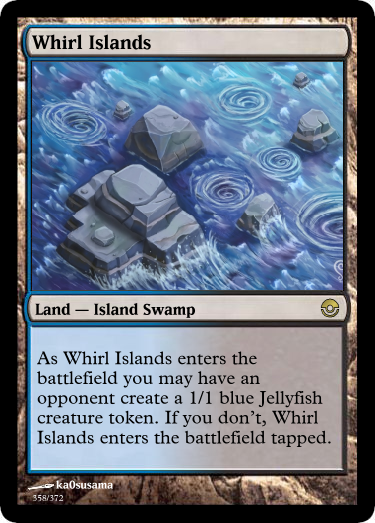 Whirl Islands
Land — Island Swamp
As Whirl Islands enters the
battlefield you may have an
opponent create a 1/1 blue Jellyfish
creature token. If you don't, Whirl
Islands enters the battlefield tapped.
ka0susama
358/372